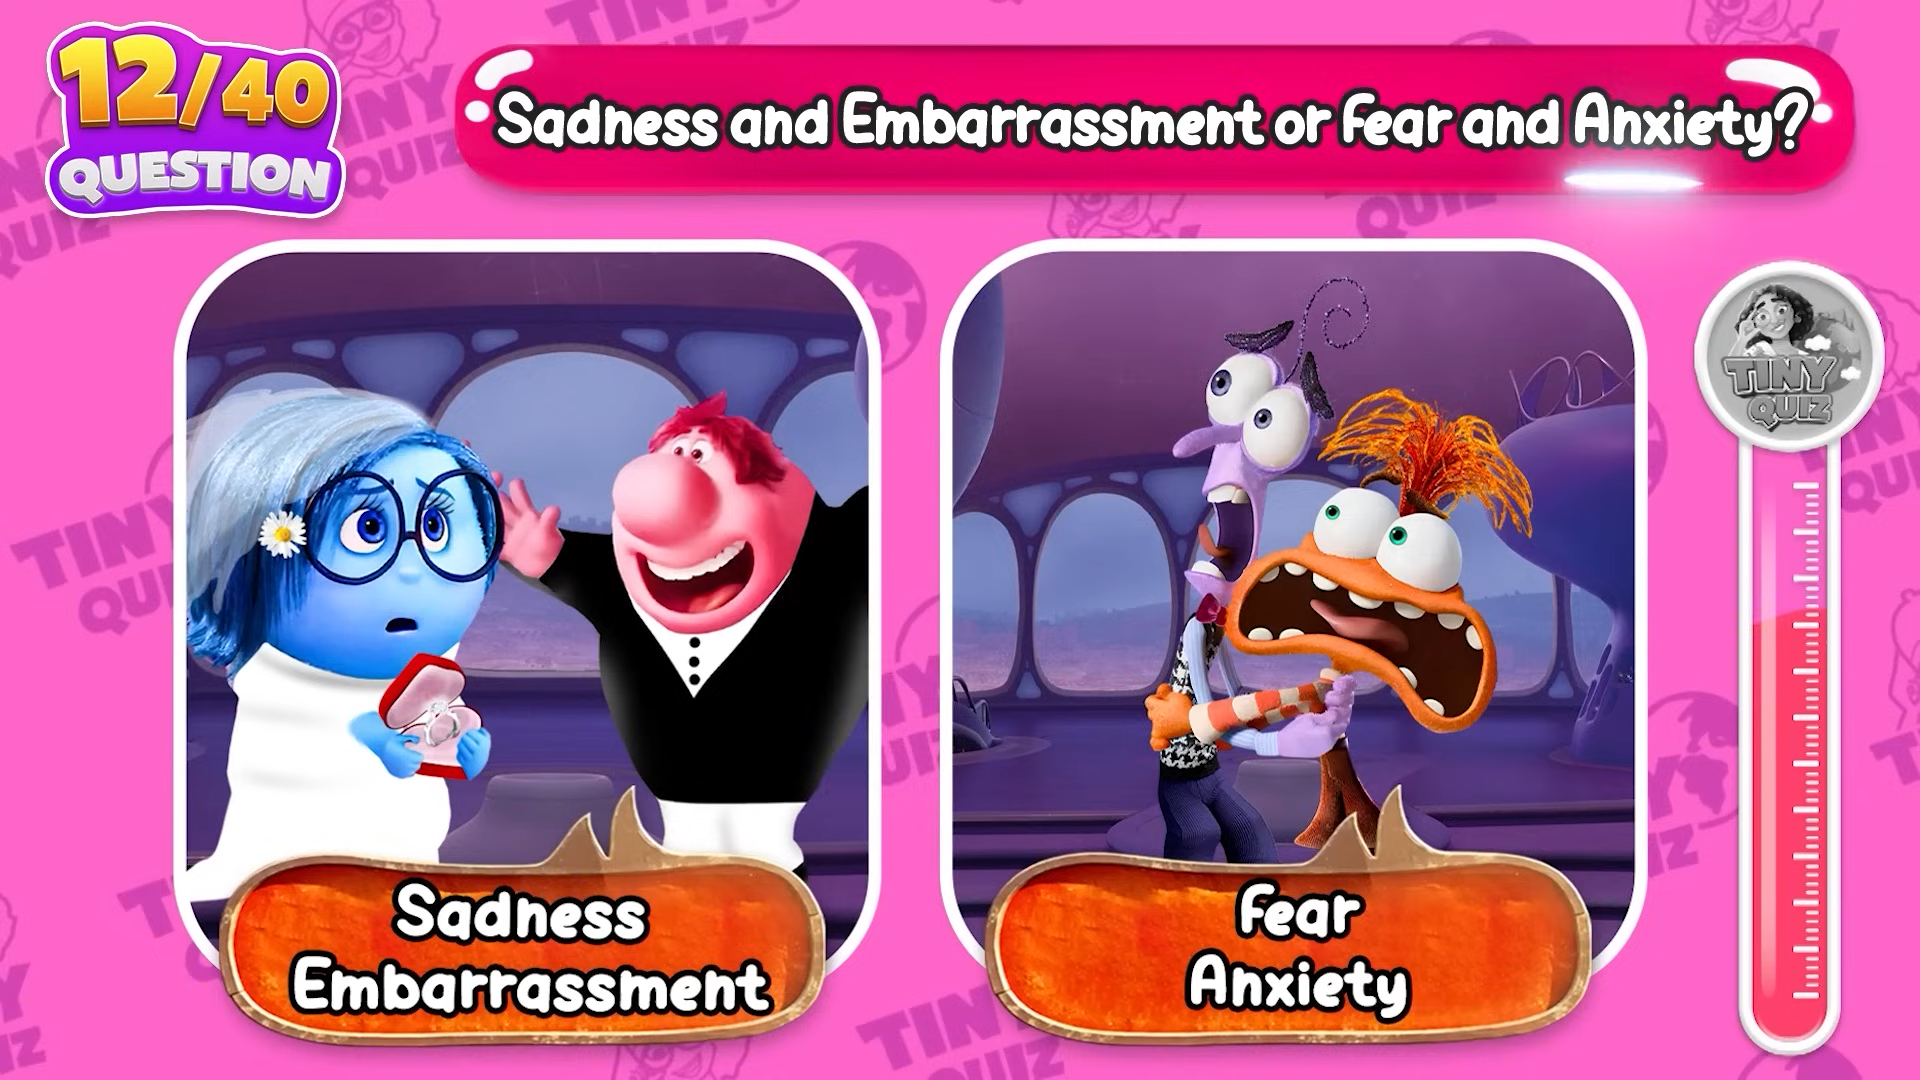 12/40
QUESTION
Sadness and Embarrassment or Fear and Anxiety?
TINY
QUIZ
Sadness
Embarrassment
Fear
Anxiety